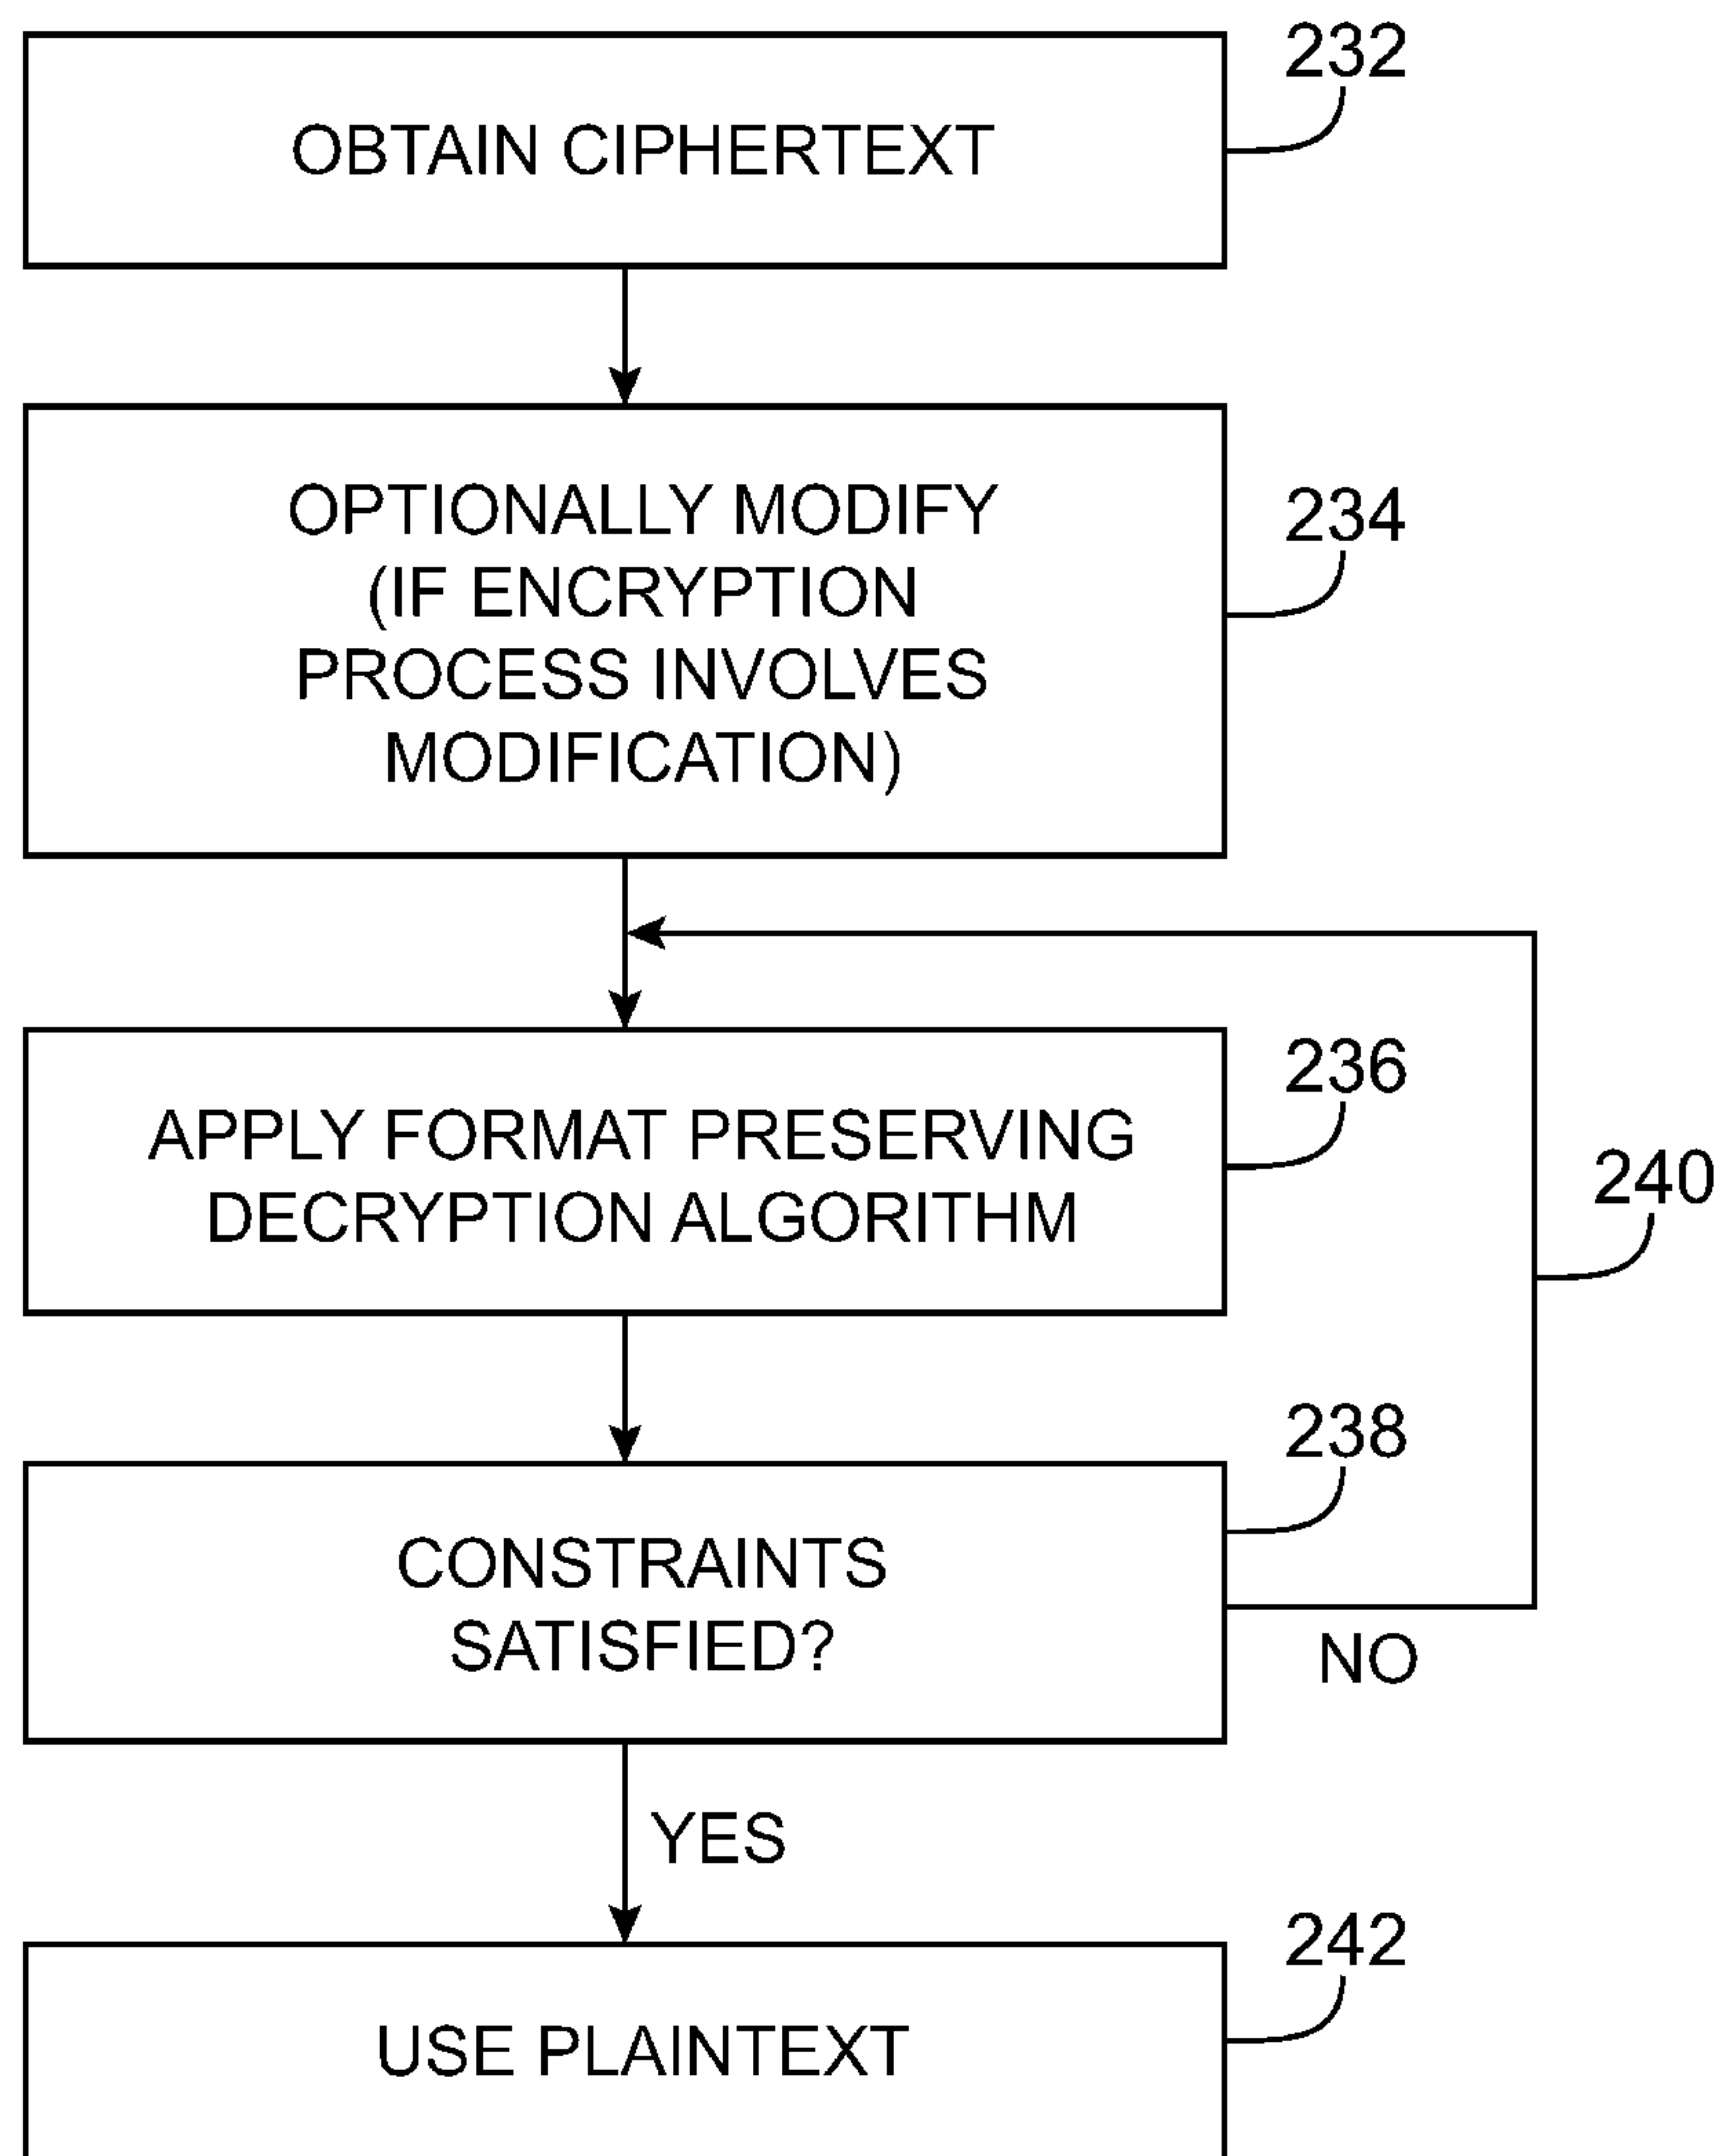 232
OBTAIN CIPHERTEXT
OPTIONALLY MODIFY
(IF ENCRYPTION
PROCESS INVOLVES
MODIFICATION)
234
APPLY FORMAT PRESERVING
DECRYPTION ALGORITHM
236
240
CONSTRAINTS
SATISFIED?
238
NO
YES
USE PLAINTEXT
242